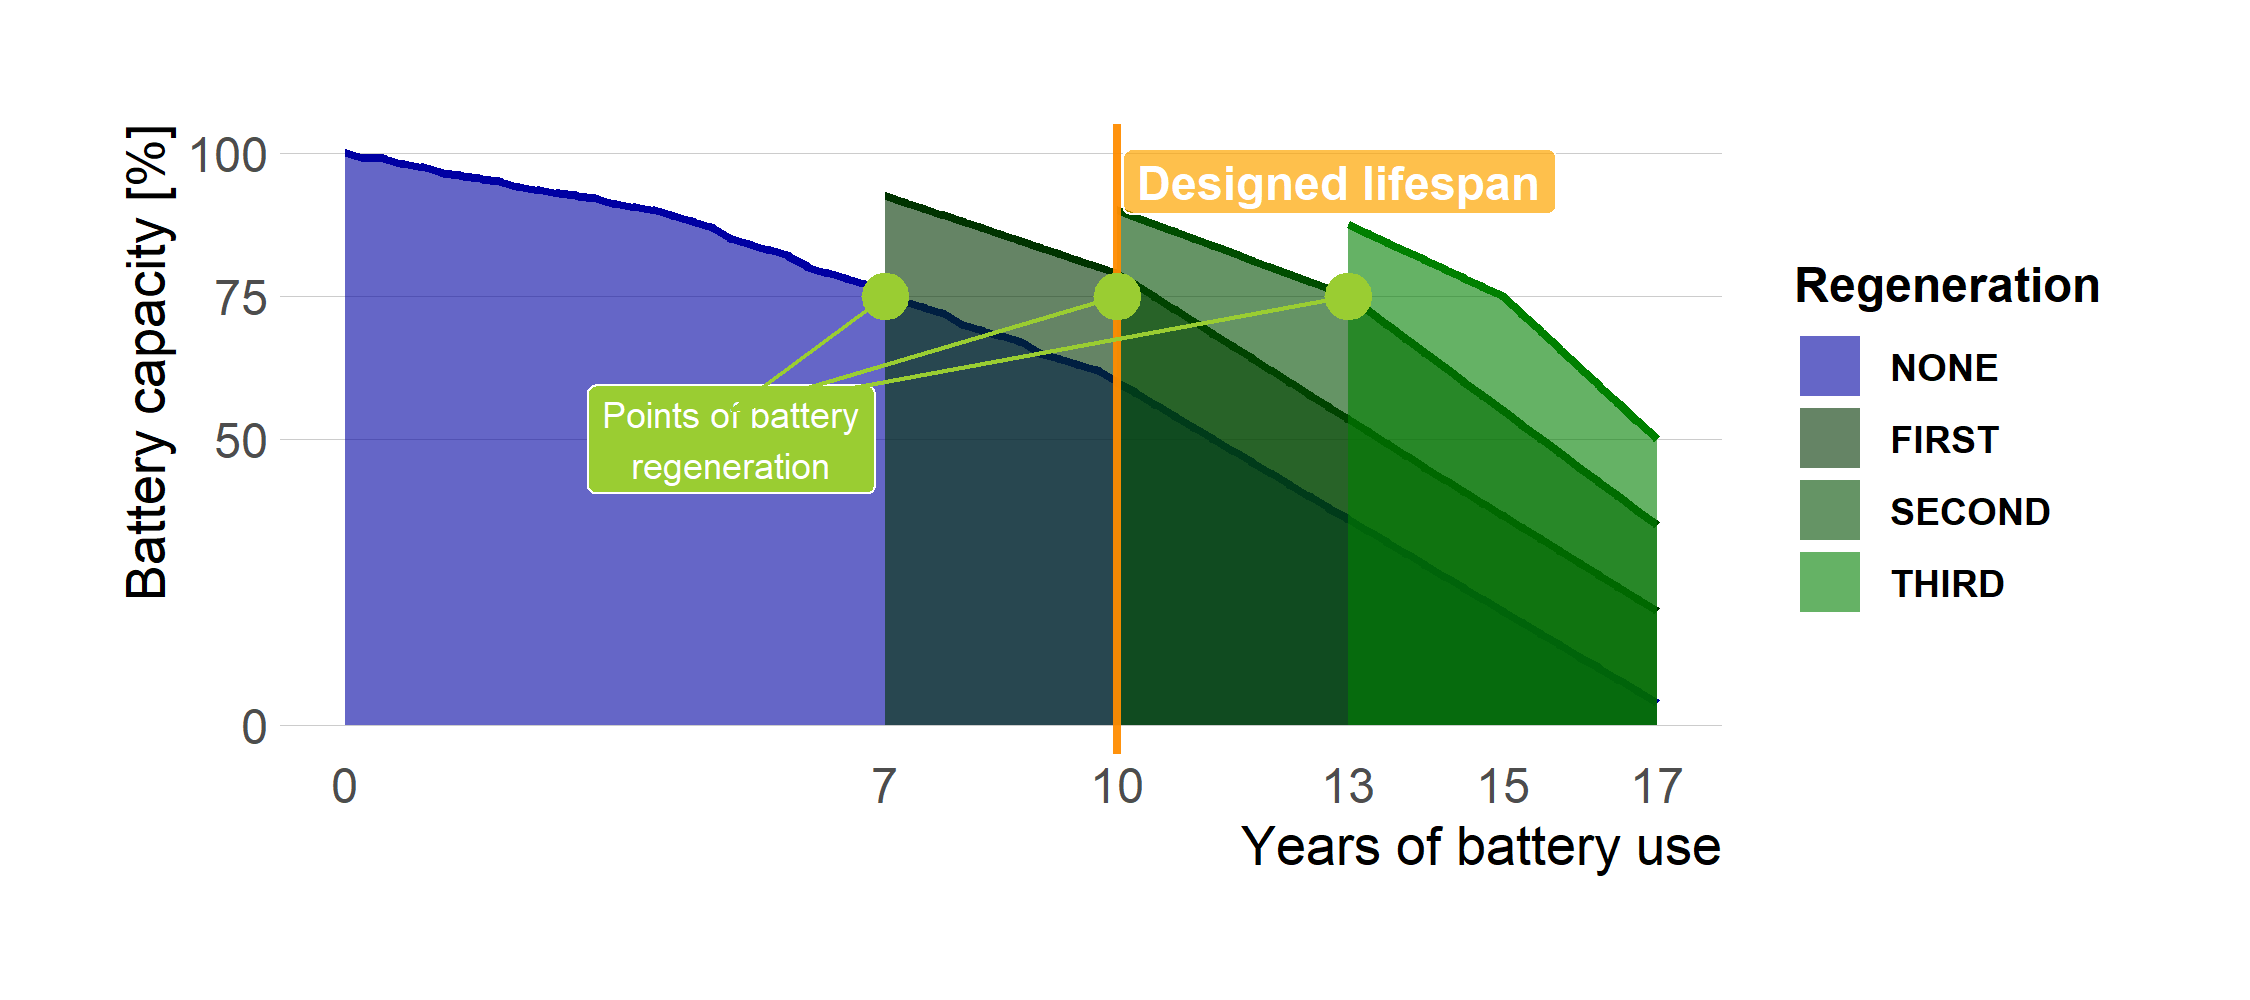 Battery capacity [%]
100
75
50
0
Designed lifespan
Points of battery
regeneration
0 7 10 13 15 17
Years of battery use
Regeneration
NONE
FIRST
SECOND
THIRD